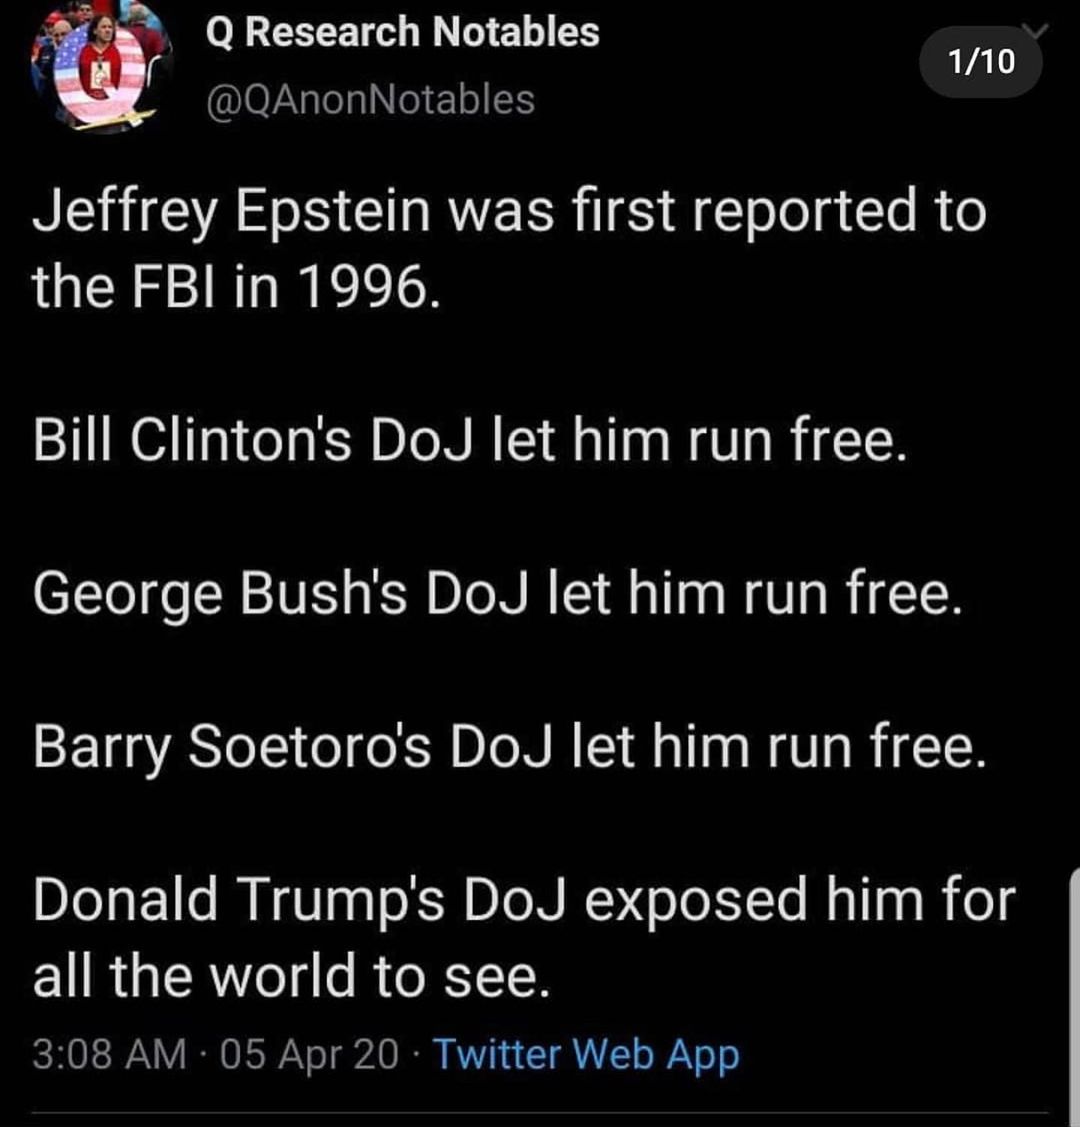 Q Research Notables
1/10
@QAnonNotables
Jeffrey Epstein was first reported to
the FBI in 1996.
Bill Clinton's DoJ let him run free.
George Bush's DoJ let him run free.
Barry Soetoro's DoJ let him run free.
Donald Trump's DoJ exposed him for
all the world to see.
3:08 AM · 05 Apr 20 · Twitter Web App